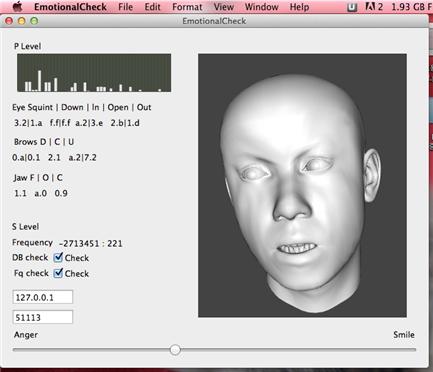 EmotionalCheck File Edit Format View Window Help 2 1.93 GB F
EmotionalCheck
P Level
Eye Squint | Down | In | Open | Out
3.2|1.a f.f|f.f a.2|3.e 2.b|1.d
Brows D | C | U
0.a|0.1 2.1 a.2|7.2
Jaw F | O | C
1.1 a.0 0.9
S Level
Frequency -2713451 : 221
DB check Check
Fq check Check
127.0.0.1
51113
Anger Smile